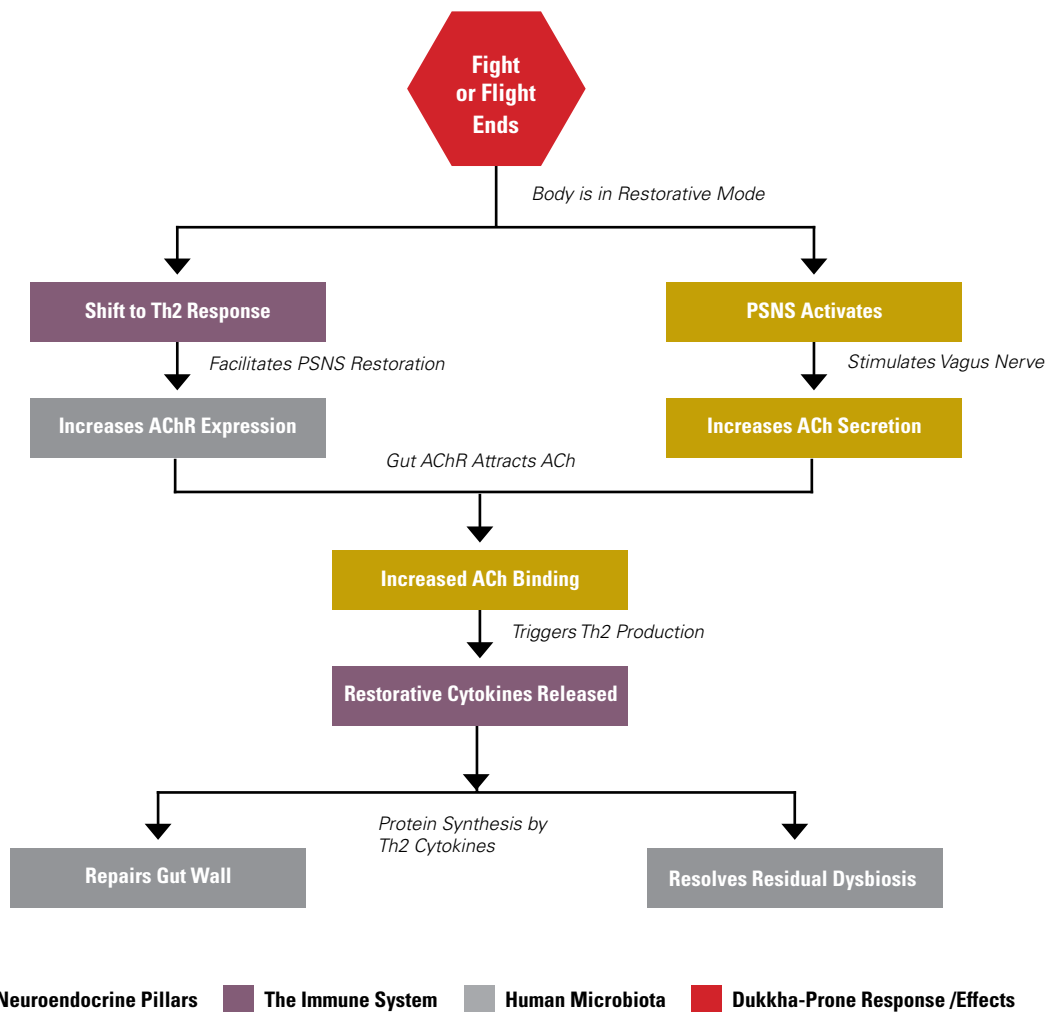 Fight
or Flight
Ends
Body is in Restorative Mode
Shift to Th2 Response
PSNS Activates
Facilitates PSNS Restoration
Stimulates Vagus Nerve
Increases AChR Expression
Increases ACh Secretion
Gut AChR Attracts ACh
Increased ACh Binding
Triggers Th2 Production
Restorative Cytokines Released
Protein Synthesis by
Th2 Cytokines
Repairs Gut Wall
Resolves Residual Dysbiosis
Neuroendocrine Pillars
The Immune System
Human Microbiota
Dukkha-Prone Response /Effects